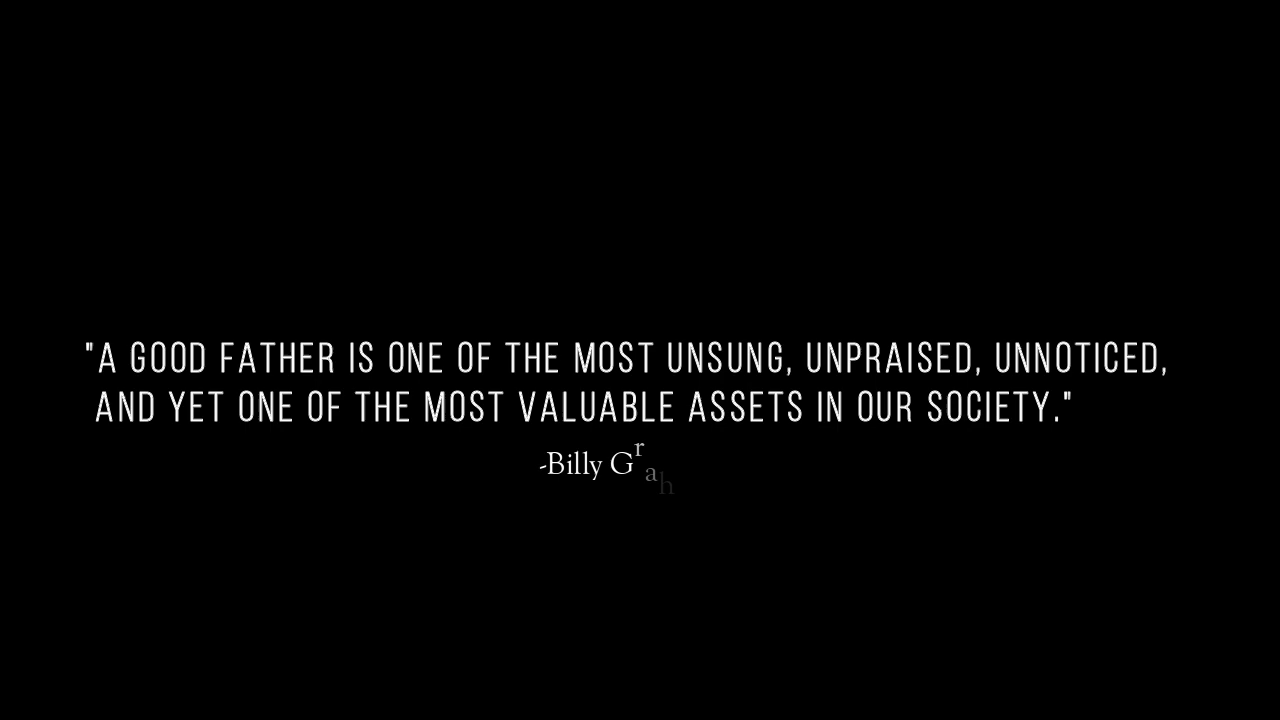 "A GOOD FATHER IS ONE OF THE MOST UNSUNG, UNPRAISED, UNNOTICED,
AND YET ONE OF THE MOST VALUABLE ASSETS IN OUR SOCIETY."
-Billy Grah